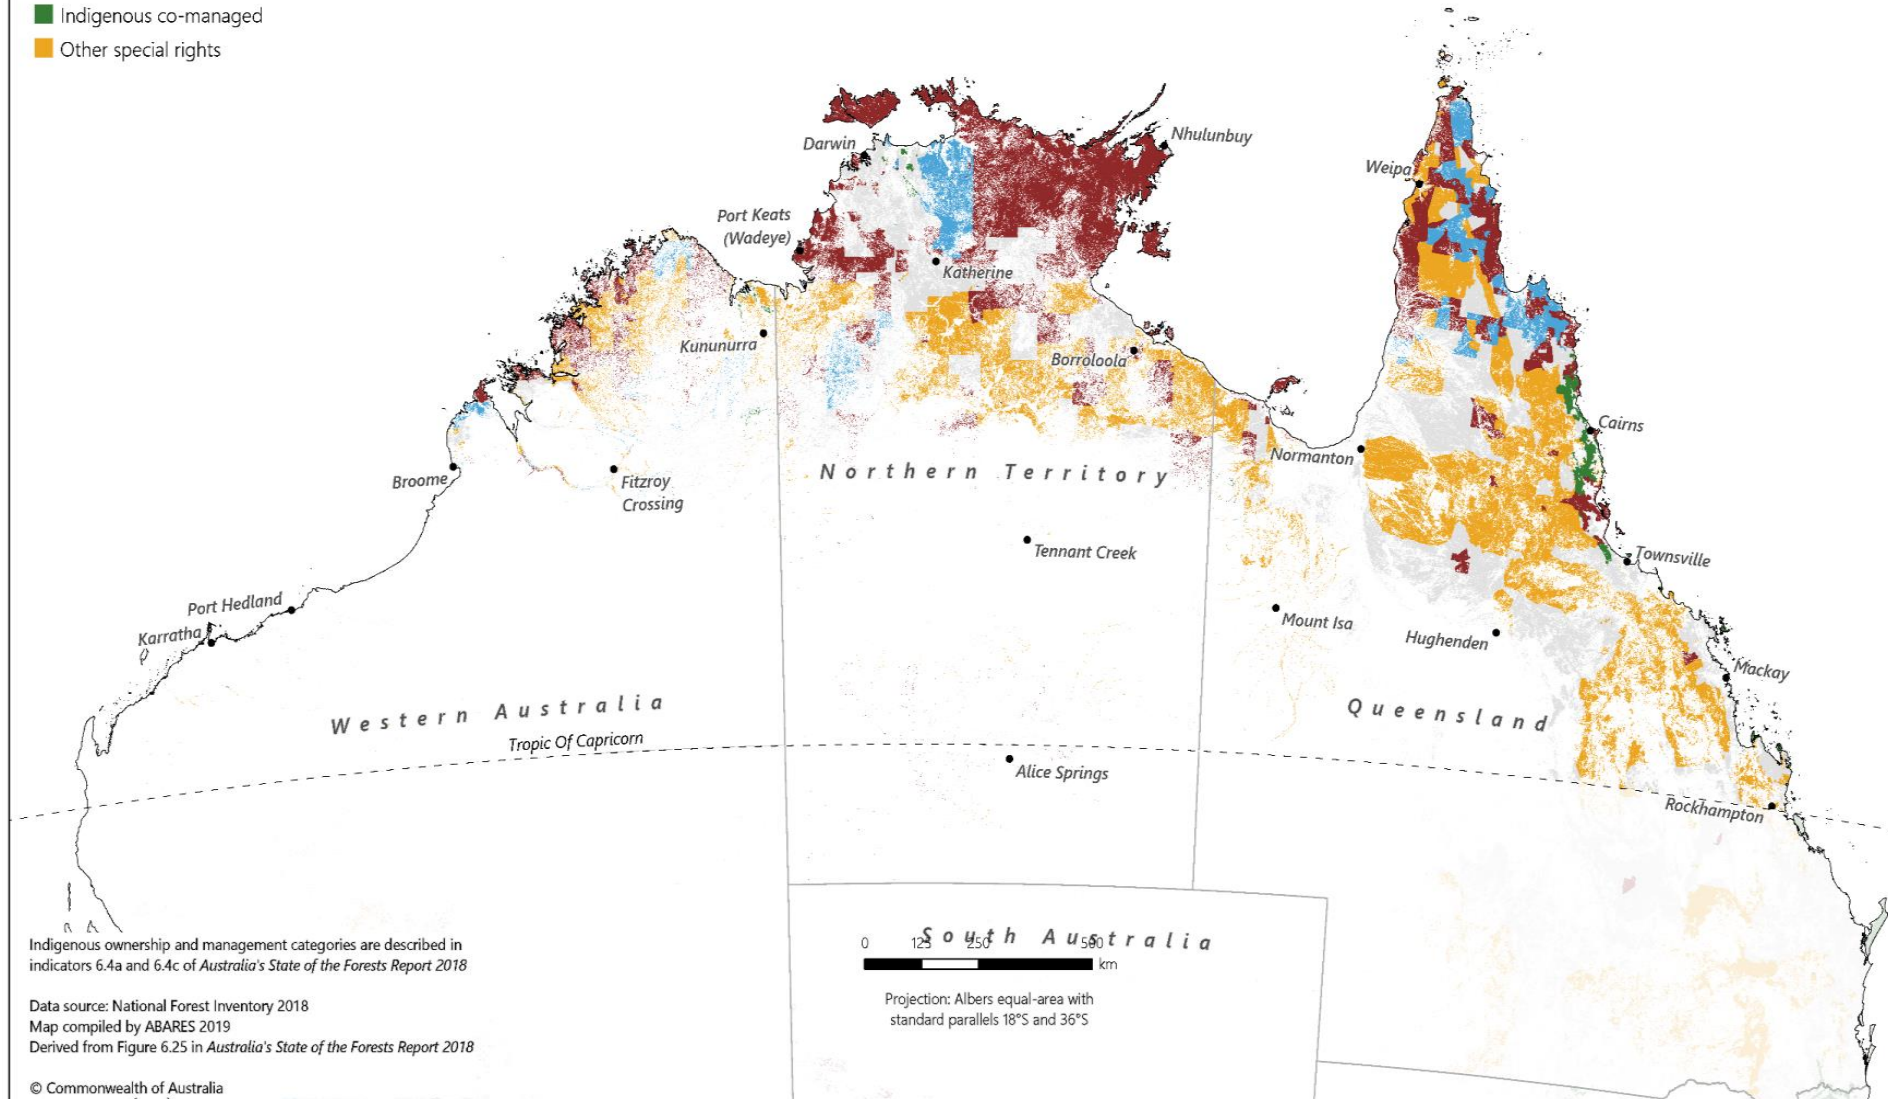 Indigenous co-managed
Other special rights
Darwin
Nhulunbuy
Weipa
Port Keats
(Wadeye)
Katherine
Kununurra
Borroloola
Cairns
Normanton
Broome
Fitzroy
Crossing
Northern Territory
Tennant Creek
Townsville
Port Hedland
Karratha
Mount Isa
Hughenden
Mackay
Western Australia
Queensland
Tropic Of Capricorn
Alice Springs
Rockhampton
South Australia
0 125 250 500
km
Projection: Albers equal-area with
standard parallels 18°S and 36°S
Indigenous ownership and management categories are described in
indicators 6.4a and 6.4c of Australia's State of the Forests Report 2018
Data source: National Forest Inventory 2018
Map compiled by ABARES 2019
Derived from Figure 6.25 in Australia's State of the Forests Report 2018
© Commonwealth of Australia